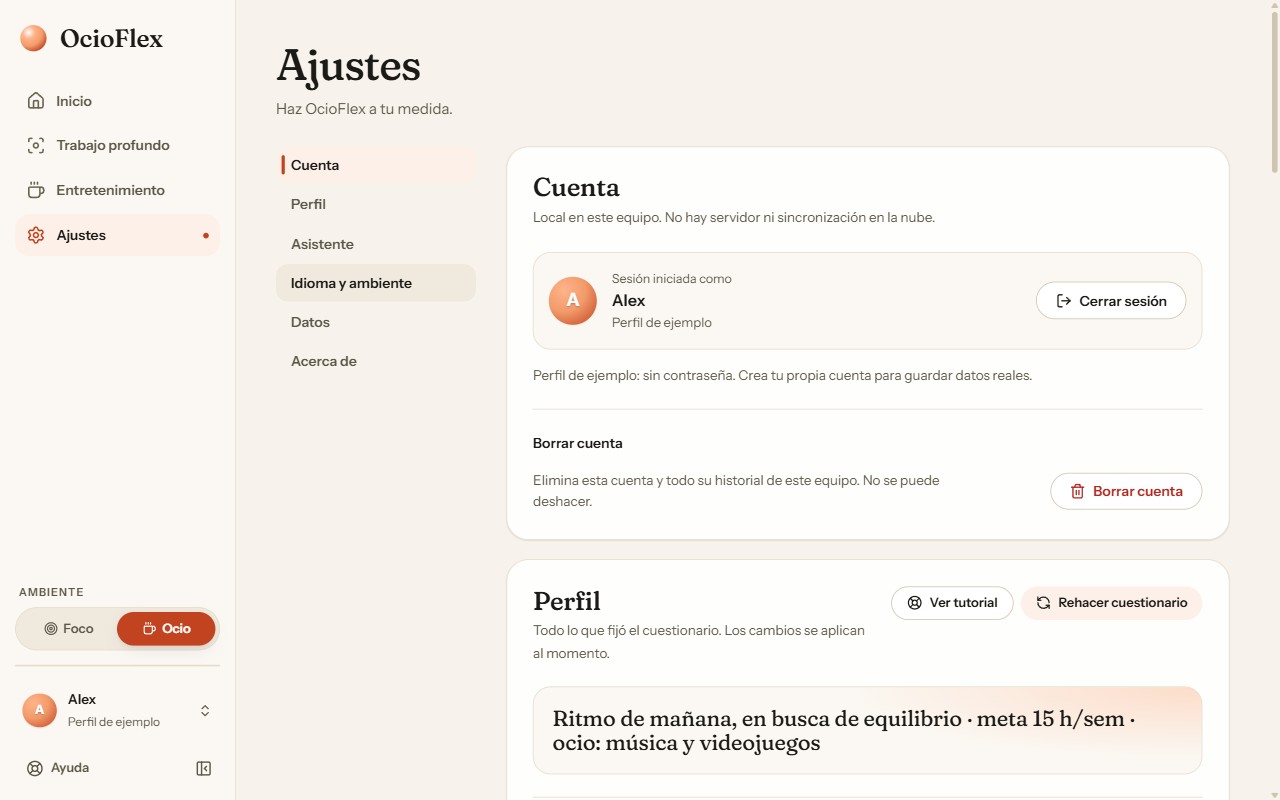 OcioFlex
Inicio
Trabajo profundo
Entretenimiento
Ajustes
AMBIENTE
Foco
Ocio
A
Alex
Perfil de ejemplo
Ayuda
Ajustes
Haz OcioFlex a tu medida.
Cuenta
Perfil
Asistente
Idioma y ambiente
Datos
Acerca de
Cuenta
Local en este equipo. No hay servidor ni sincronización en la nube.
A
Sesión iniciada como
Alex
Perfil de ejemplo
Cerrar sesión
Perfil de ejemplo: sin contraseña. Crea tu propia cuenta para guardar datos reales.
Borrar cuenta
Elimina esta cuenta y todo su historial de este equipo. No se puede
deshacer.
Borrar cuenta
Perfil
Todo lo que fijó el cuestionario. Los cambios se aplican
al momento.
Ver tutorial
Rehacer cuestionario
Ritmo de mañana, en busca de equilibrio · meta 15 h/sem ·
ocio: música y videojuegos